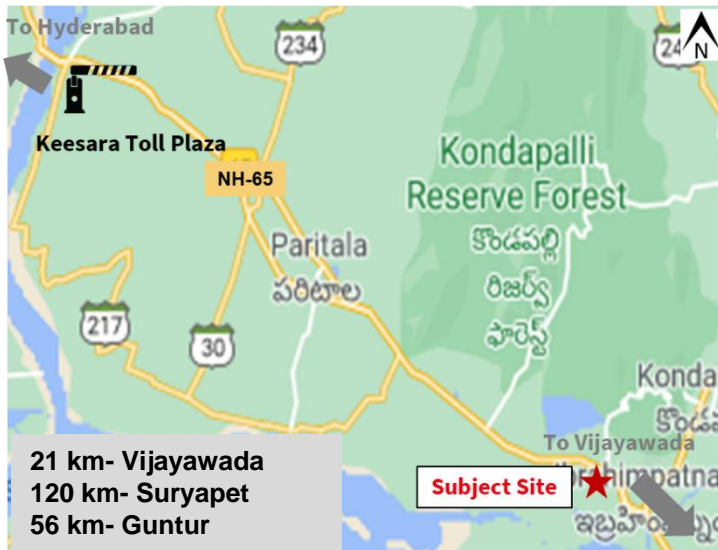 To Hyderabad
234
N
Keesara Toll Plaza
NH-65
Kondapalli
Reserve Forest
కొండపల్లి
రిజర్వ్
ఫారెస్ట్
Paritala
పరిటాల
217
30
Konda
To Vijayawada
Subject Site
21 km- Vijayawada
120 km- Suryapet
56 km- Guntur